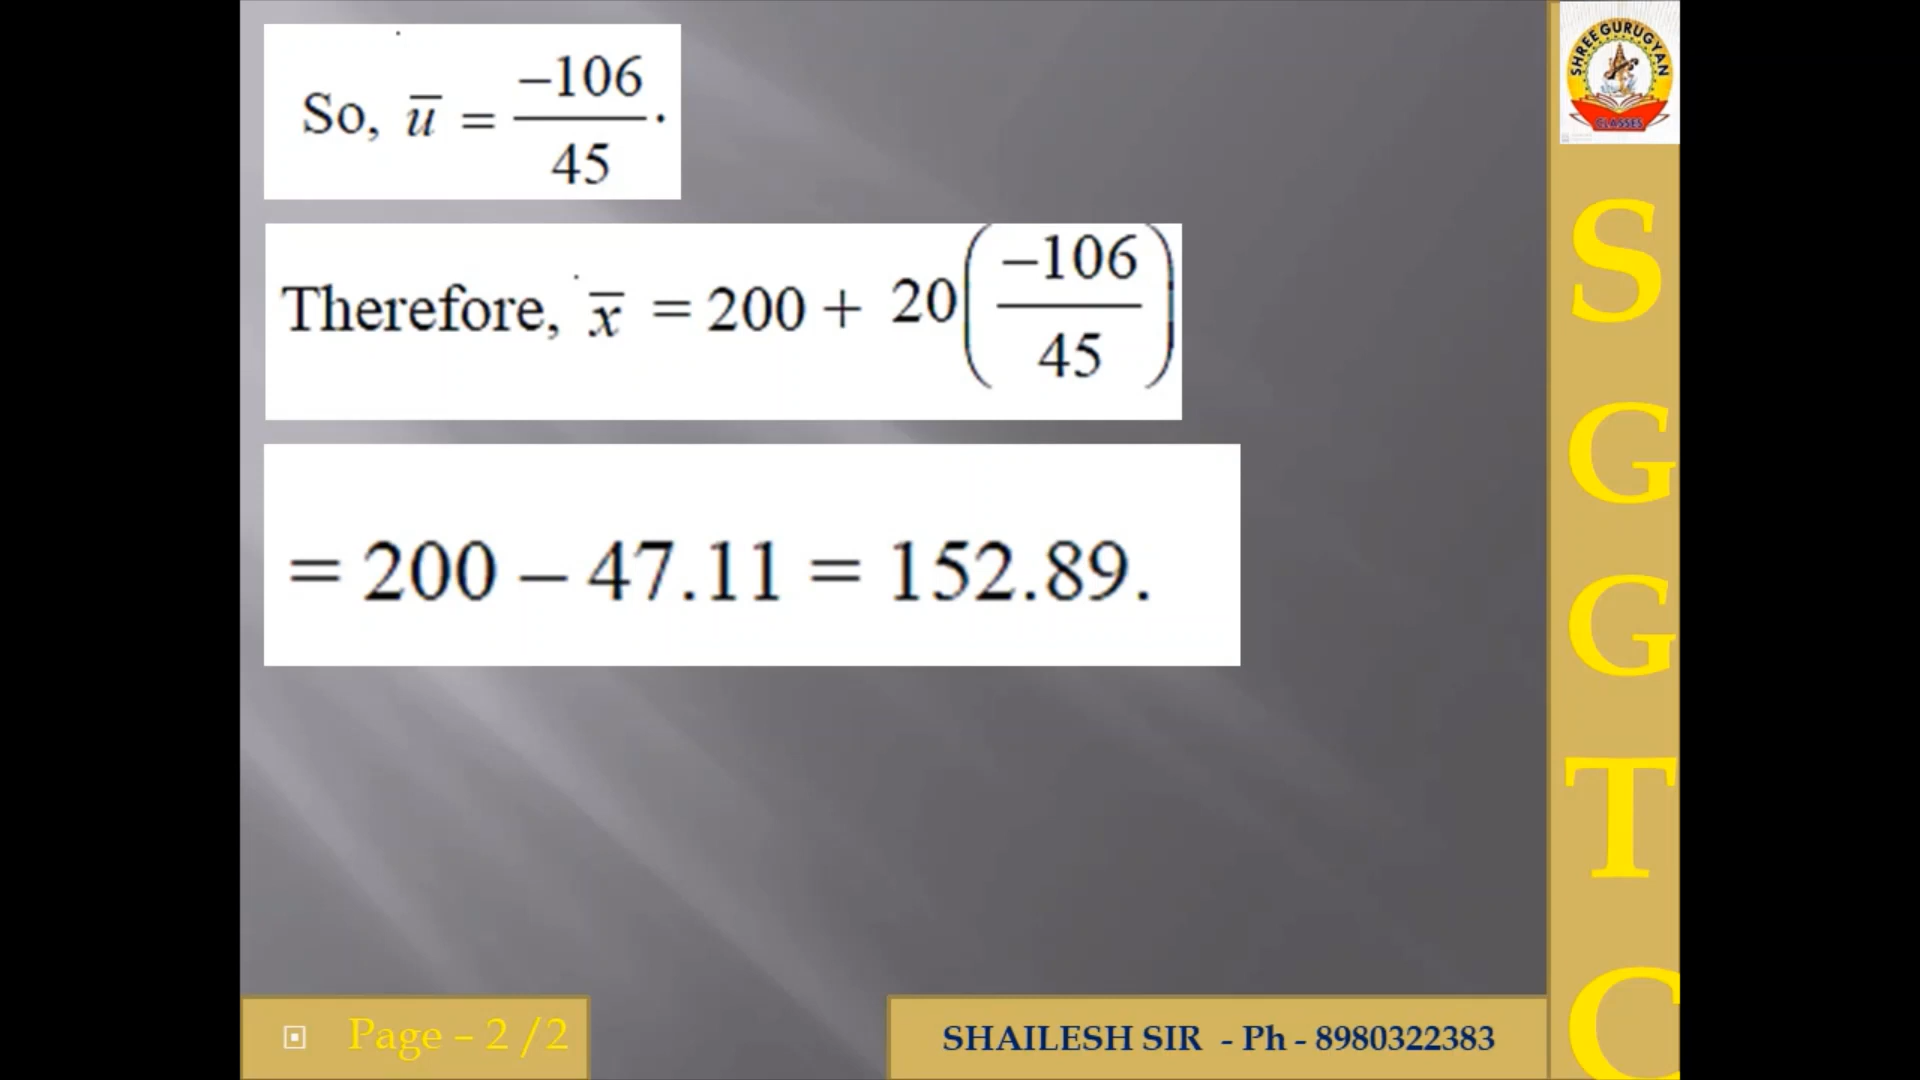 So, u̅ = −106/45.
Therefore, x̅ = 200 + 20(−106/45)
= 200 – 47.11 = 152.89.
Page – 2 /2
SHAILESH SIR - Ph - 8980322383
SHREE GURUGYAN
CLASSES
S
G
G
T
C